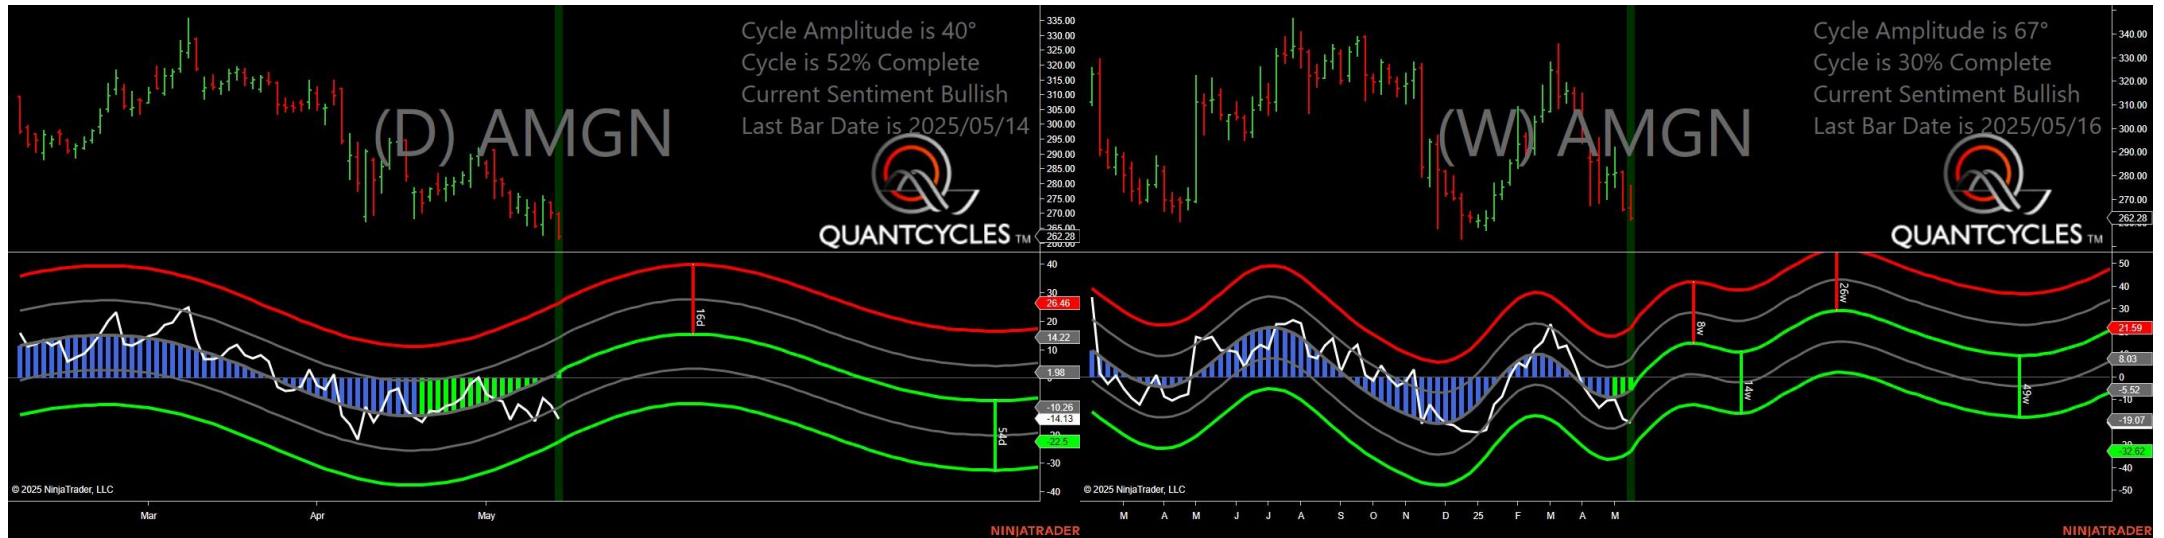 Cycle Amplitude is 40°
Cycle is 52% Complete
Current Sentiment Bullish
Last Bar Date is 2025/05/14
(D) AMGN
QUANTCYCLES TM
335.00
330.00
325.00
320.00
315.00
310.00
305.00
300.00
295.00
290.00
285.00
280.00
275.00
270.00
265.00
262.28
40
30
26.46
20
14.22
10
1.98
-10.26
-14.13
-22.5
-30
-40
16d
54d
© 2025 NinjaTrader, LLC
Mar
Apr
May
NINJATRADER
Cycle Amplitude is 67°
Cycle is 30% Complete
Current Sentiment Bullish
Last Bar Date is 2025/05/16
(W) AMGN
QUANTCYCLES TM
340.00
330.00
320.00
310.00
300.00
290.00
280.00
270.00
262.28
50
40
30
21.59
8.03
0
-5.52
-10
-19.07
-32.62
-40
-50
8w
14w
26w
49w
© 2025 NinjaTrader, LLC
M
A
M
J
J
A
S
O
N
D
25
F
M
A
M
NINJATRADER